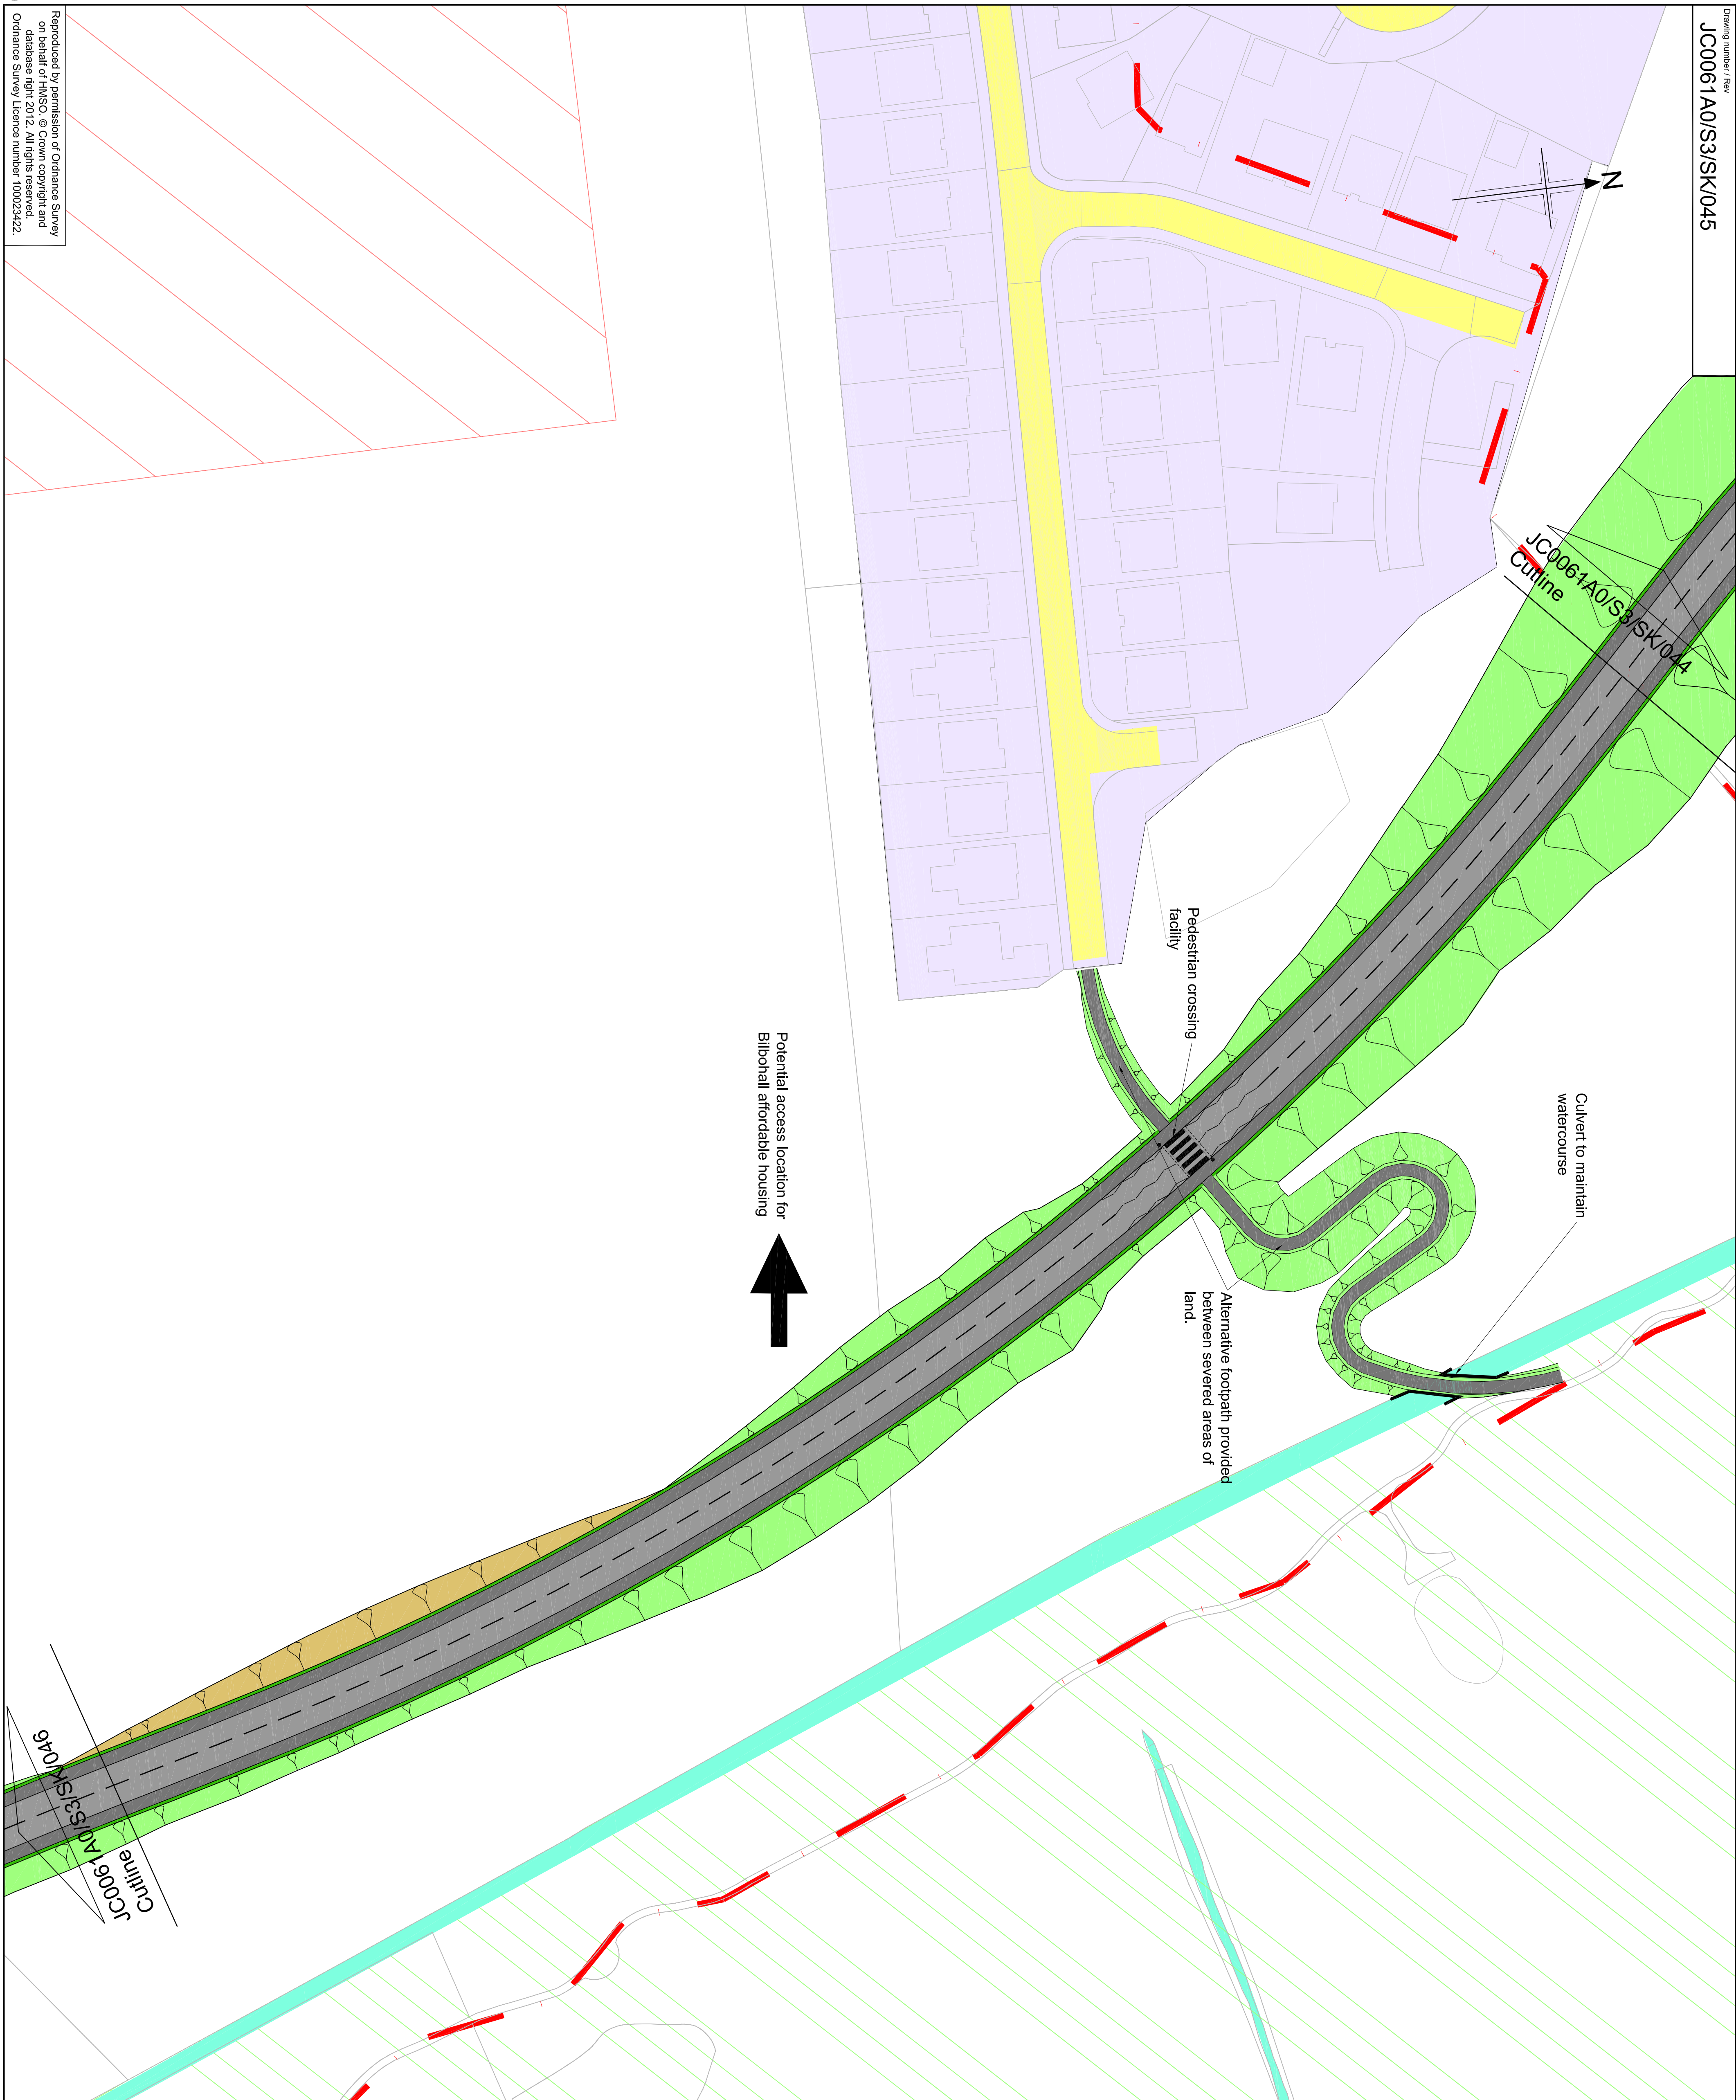 Drawing number / Rev
JC0061A0/S3/SK/045
N
JC0061A0/S3/SK/044
Cutline
Culvert to maintain
watercourse
Pedestrian crossing
facility
Alternative footpath provided
between severed areas of
land.
Potential access location for
Bilbohall affordable housing
Cutline
JC0061A0/S3/SK/046
Reproduced by permission of Ordnance Survey
on behalf of HMSO. © Crown copyright and
database right 2012. All rights reserved.
Ordnance Survey Licence number 100023422.